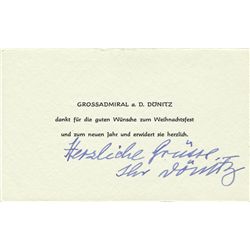 GROSSADMIRAL a. D. DÖNITZ
dankt für die guten Wünsche zum Weihnachtsfest
und zum neuen Jahr und erwidert sie herzlich.
Herzliche Grüsse,
Ihr Dönitz